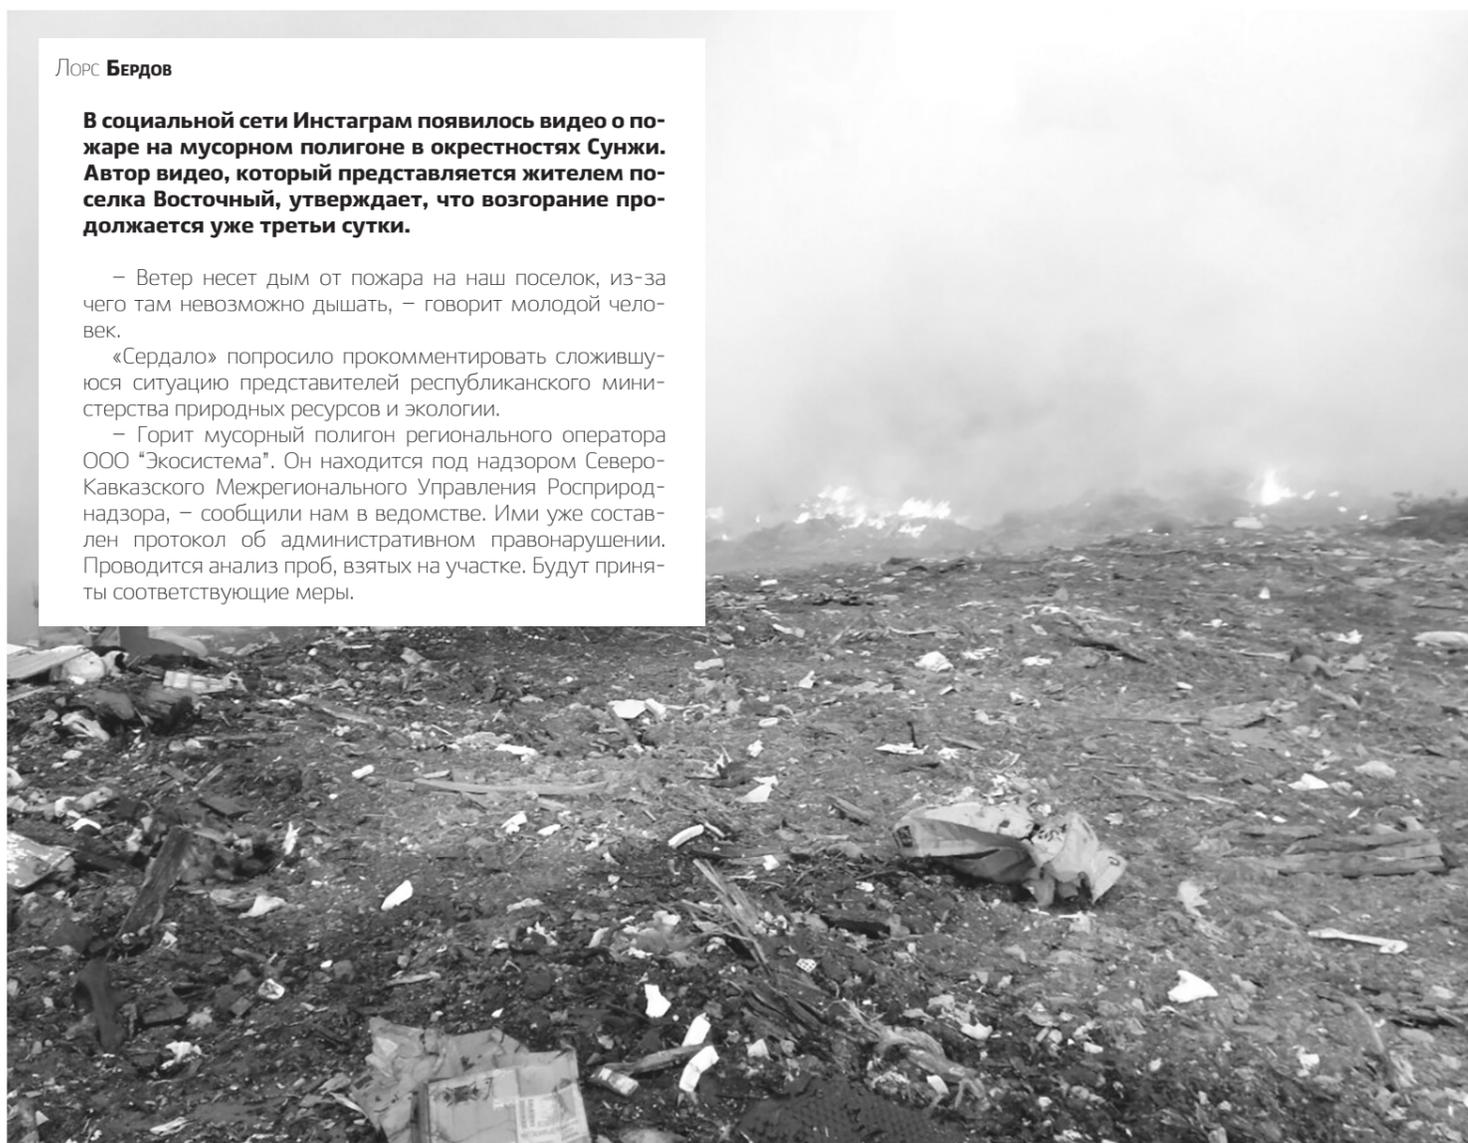 Лорс Бердов
В социальной сети Инстаграм появилось видео о по-
жаре на мусорном полигоне в окрестностях Сунжи.
Автор видео, который представляется жителем по-
селка Восточный, утверждает, что возгорание про-
должается уже третьи сутки.
– Ветер несет дым от пожара на наш поселок, из-за
чего там невозможно дышать, – говорит молодой чело-
век.
«Сердало» попросило прокомментировать сложившу-
юся ситуацию представителей республиканского мини-
стерства природных ресурсов и экологии.
– Горит мусорный полигон регионального оператора
ООО “Экосистема”. Он находится под надзором Северо-
Кавказского Межрегионального Управления Росприрод-
надзора, – сообщили нам в ведомстве. Ими уже состав-
лен протокол об административном правонарушении.
Проводится анализ проб, взятых на участке. Будут приня-
ты соответствующие меры.